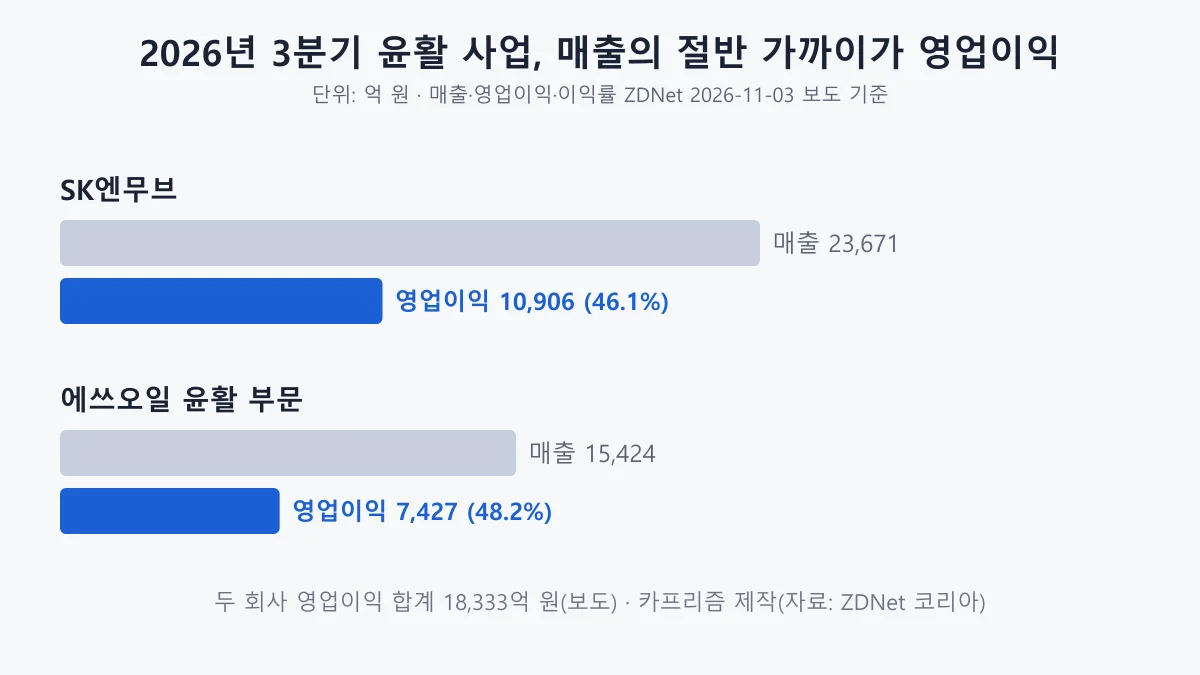 2026년 3분기 윤활 사업, 매출의 절반 가까이가 영업이익
단위: 억 원 · 매출·영업이익·이익률 ZDNet 2026-11-03 보도 기준
SK엔무브
매출 23,671
영업이익 10,906 (46.1%)
에쓰오일 윤활 부문
매출 15,424
영업이익 7,427 (48.2%)
두 회사 영업이익 합계 18,333억 원(보도) · 카프리즘 제작(자료: ZDNet 코리아)